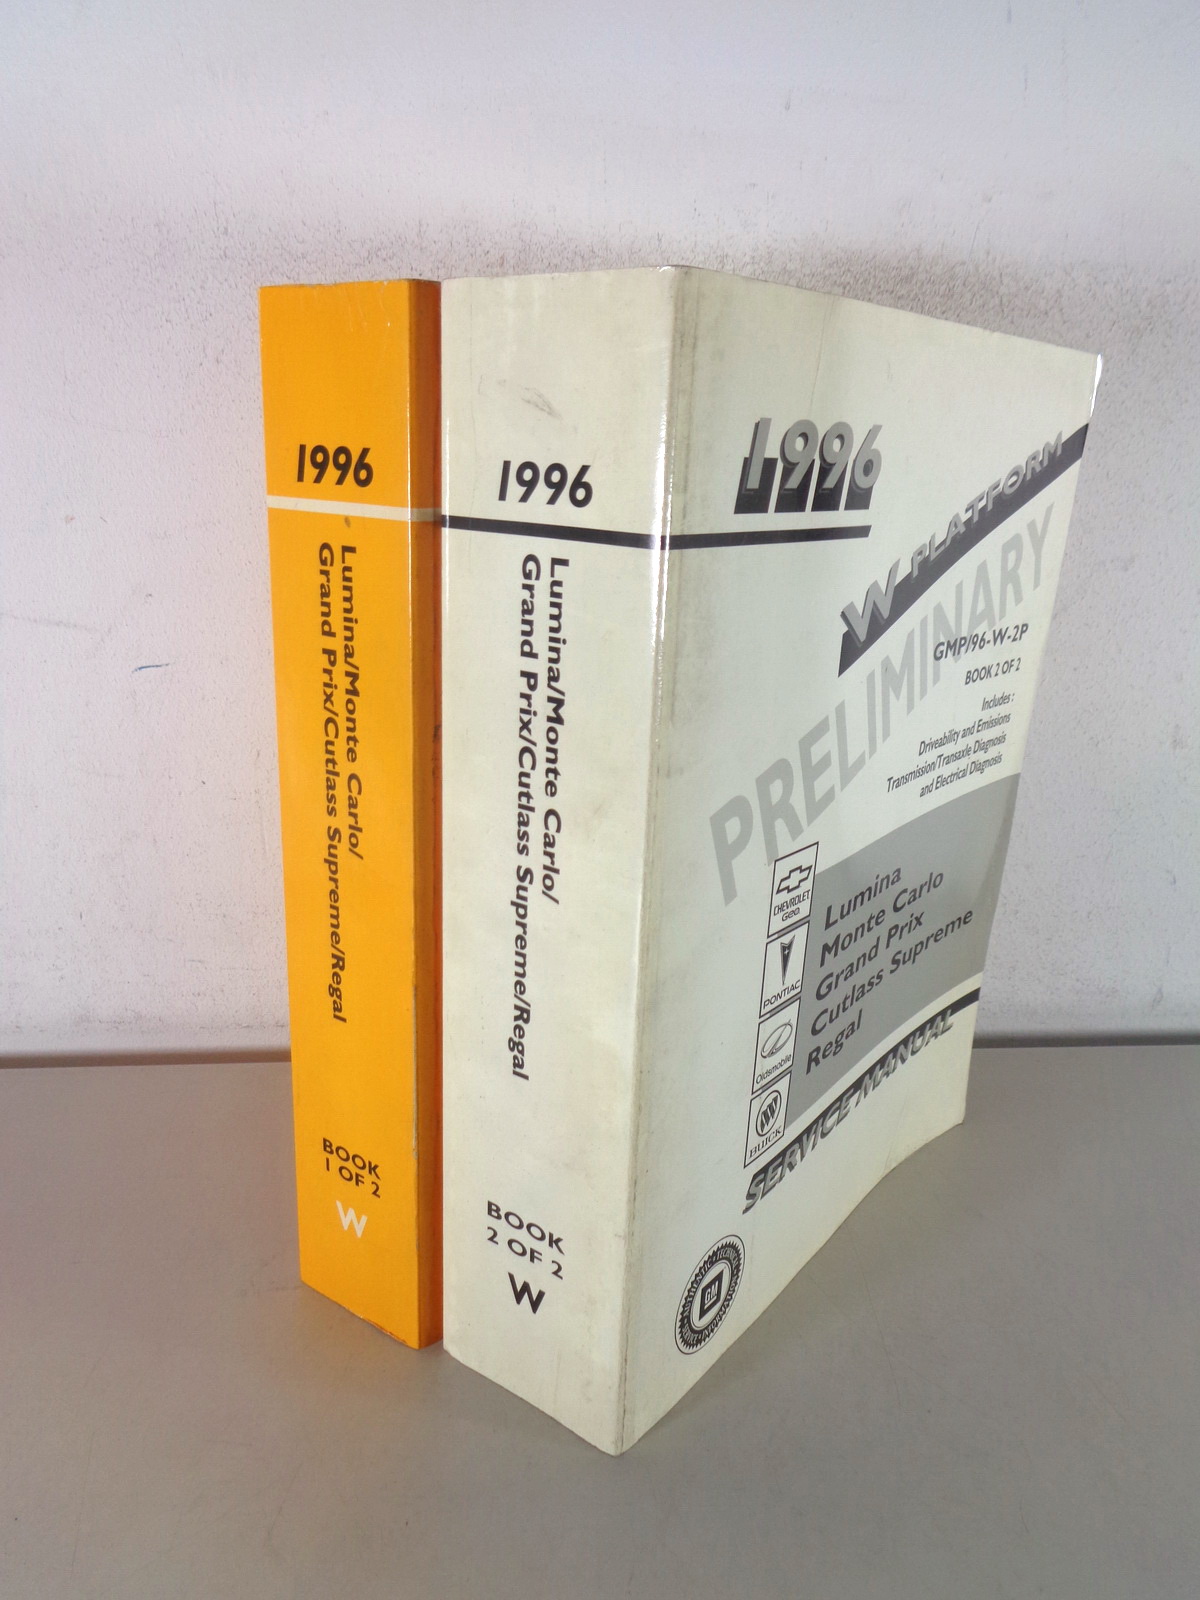 1996
Lumina/Monte Carlo/
Grand Prix/Cutlass Supreme/Regal
BOOK
1 OF 2
W
1996
Lumina/Monte Carlo/
Grand Prix/Cutlass Supreme/Regal
BOOK
2 OF 2
W
1996
W PLATFORM
PRELIMINARY
GMP/96-W-2P
BOOK 2 OF 2
Includes:
Driveability and Emissions
Transmission/Transaxle Diagnosis
and Electrical Diagnosis
CHEVROLET
Geo
PONTIAC
Oldsmobile
BUICK
Lumina
Monte Carlo
Grand Prix
Cutlass Supreme
Regal
SERVICE MANUAL
GM